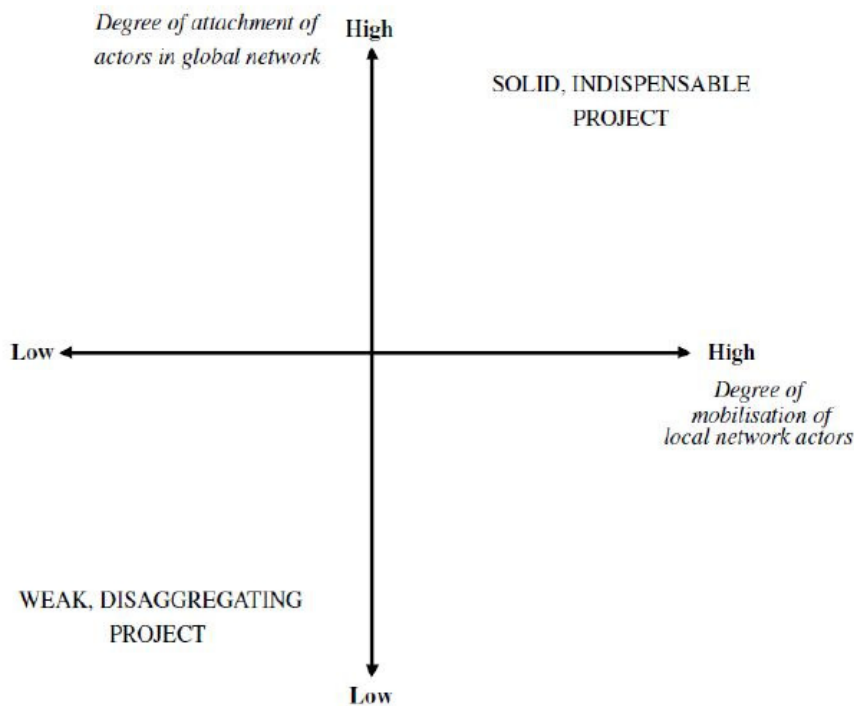 Degree of attachment of
actors in global network
High
SOLID, INDISPENSABLE
PROJECT
Low
High
Degree of
mobilisation of
local network actors
WEAK, DISAGGREGATING
PROJECT
Low